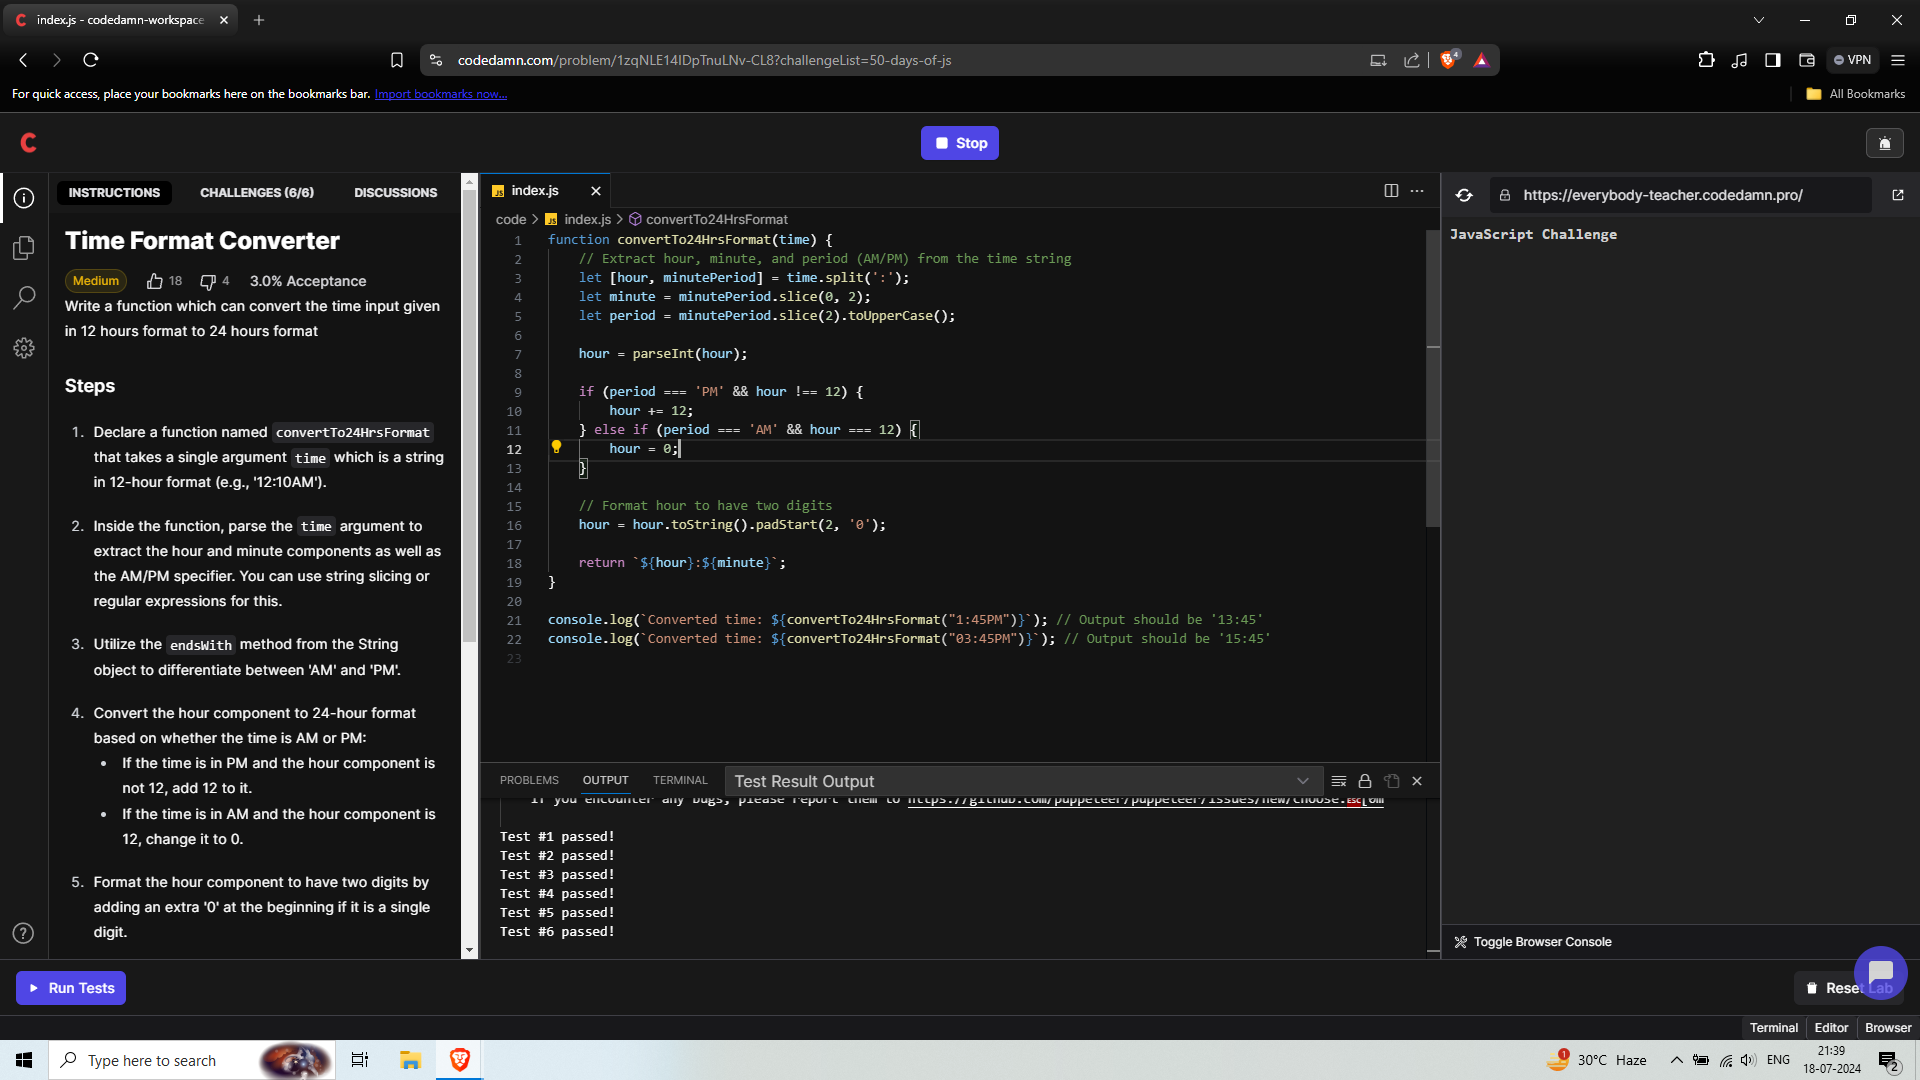 index.js - codedamn-workspace
codedamn.com/problem/1zqNLE14IDpTnuLNv-CL8?challengeList=50-days-of-js
4
VPN
For quick access, place your bookmarks here on the bookmarks bar. Import bookmarks now...
All Bookmarks
Stop
INSTRUCTIONS
CHALLENGES (6/6)
DISCUSSIONS
Time Format Converter
Medium
18
4
3.0% Acceptance
Write a function which can convert the time input given
in 12 hours format to 24 hours format
Steps
1. Declare a function named convertTo24HrsFormat
that takes a single argument time which is a string
in 12-hour format (e.g., '12:10AM').
2. Inside the function, parse the time argument to
extract the hour and minute components as well as
the AM/PM specifier. You can use string slicing or
regular expressions for this.
3. Utilize the endsWith method from the String
object to differentiate between 'AM' and 'PM'.
4. Convert the hour component to 24-hour format
based on whether the time is AM or PM:
• If the time is in PM and the hour component is
not 12, add 12 to it.
• If the time is in AM and the hour component is
12, change it to 0.
5. Format the hour component to have two digits by
adding an extra '0' at the beginning if it is a single
digit.
Run Tests
JS index.js
code > JS index.js > convertTo24HrsFormat
1 function convertTo24HrsFormat(time) {
2 // Extract hour, minute, and period (AM/PM) from the time string
3 let [hour, minutePeriod] = time.split(':');
4 let minute = minutePeriod.slice(0, 2);
5 let period = minutePeriod.slice(2).toUpperCase();
6
7 hour = parseInt(hour);
8
9 if (period === 'PM' && hour !== 12) {
10 hour += 12;
11 } else if (period === 'AM' && hour === 12) {
12 hour = 0;
13 }
14
15 // Format hour to have two digits
16 hour = hour.toString().padStart(2, '0');
17
18 return `${hour}:${minute}`;
19 }
20
21 console.log(`Converted time: ${convertTo24HrsFormat("1:45PM")}`); // Output should be '13:45'
22 console.log(`Converted time: ${convertTo24HrsFormat("03:45PM")}`); // Output should be '15:45'
23
PROBLEMS
OUTPUT
TERMINAL
Test Result Output
If you encounter any bugs, please report them to https://github.com/puppeteer/puppeteer/issues/new/choose.ESC[0m
Test #1 passed!
Test #2 passed!
Test #3 passed!
Test #4 passed!
Test #5 passed!
Test #6 passed!
https://everybody-teacher.codedamn.pro/
JavaScript Challenge
Toggle Browser Console
Reset Lab
Terminal
Editor
Browser
Type here to search
1
30°C Haze
ENG
21:39
18-07-2024
2